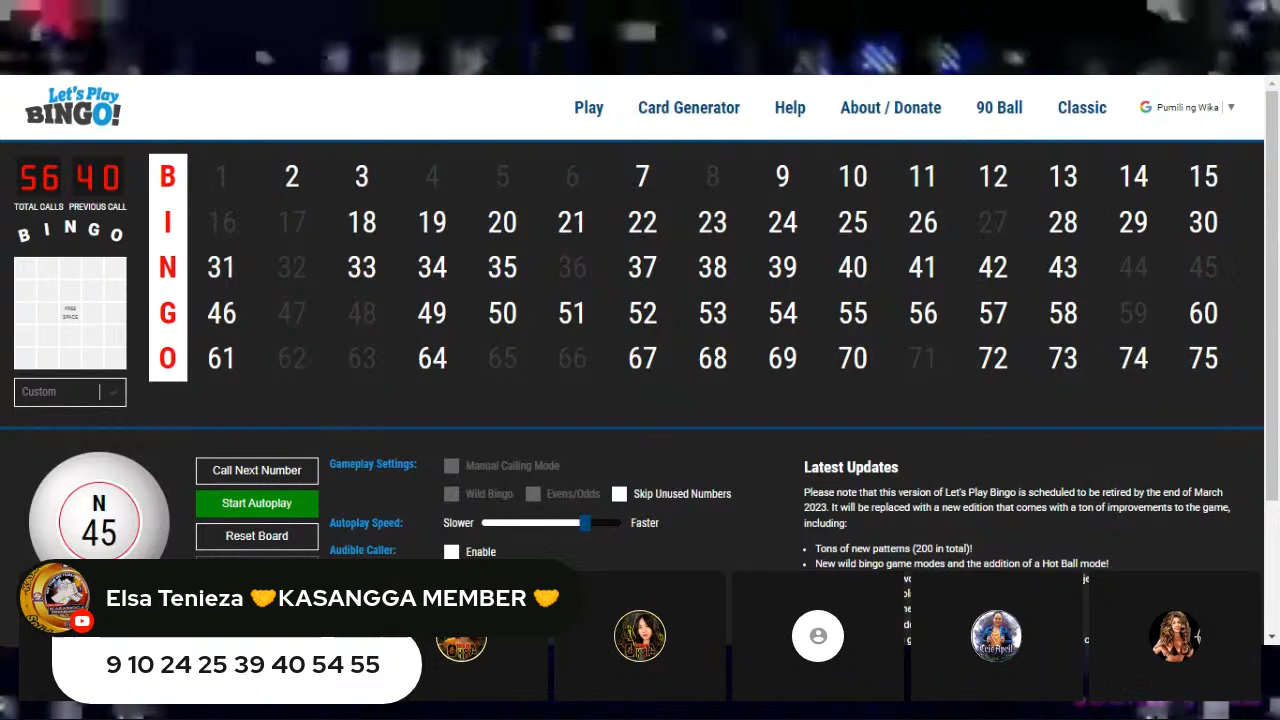 Let's Play
BINGO!
Play Card Generator Help About / Donate 90 Ball Classic Pumili ng Wika ▼
56 40
TOTAL CALLS PREVIOUS CALL
B I N G O
FREE
SPACE
Custom
B 1 2 3 4 5 6 7 8 9 10 11 12 13 14 15
I 16 17 18 19 20 21 22 23 24 25 26 27 28 29 30
N 31 32 33 34 35 36 37 38 39 40 41 42 43 44 45
G 46 47 48 49 50 51 52 53 54 55 56 57 58 59 60
O 61 62 63 64 65 66 67 68 69 70 71 72 73 74 75
N
45
Call Next Number
Start Autoplay
Reset Board
Gameplay Settings: Manual Calling Mode
Wild Bingo Evens/Odds Skip Unused Numbers
Autoplay Speed: Slower Faster
Audible Caller: Enable
Latest Updates
Please note that this version of Let's Play Bingo is scheduled to be retired by the end of March
2023. It will be replaced with a new edition that comes with a ton of improvements to the game,
including:
• Tons of new patterns (200 in total)!
• New wild bingo game modes and the addition of a Hot Ball mode!
Elsa Tenieza 🤝KASANGGA MEMBER 🤝
9 10 24 25 39 40 54 55
Cris April